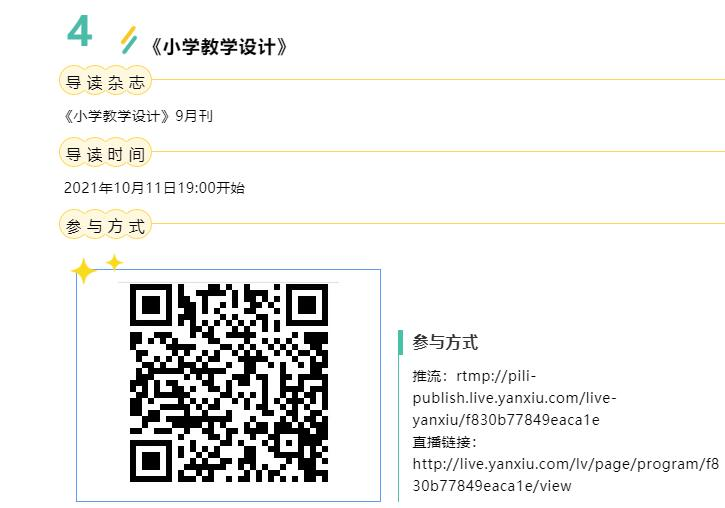 4
《小学教学设计》
导读杂志
《小学教学设计》9月刊
导读时间
2021年10月11日19:00开始
参与方式
参与方式
推流：rtmp://pili-
publish.live.yanxiu.com/live-
yanxiu/f830b77849eaca1e
直播链接：
http://live.yanxiu.com/lv/page/program/f8
30b77849eaca1e/view